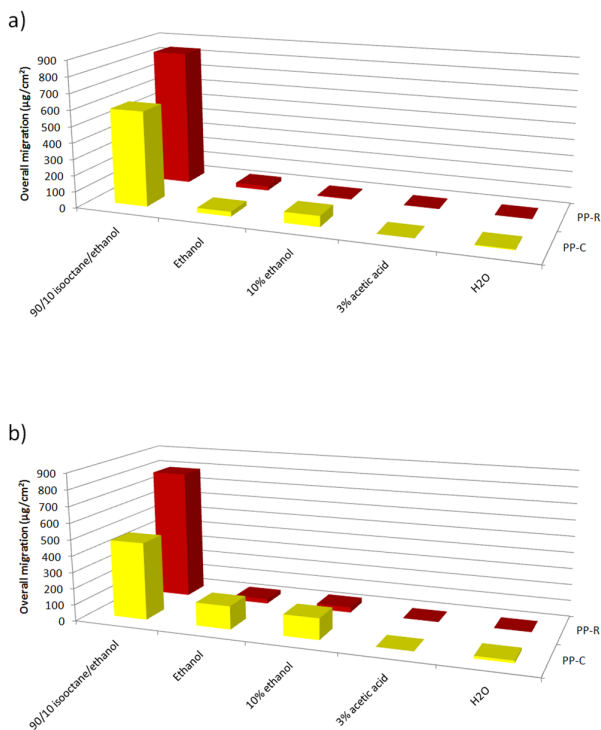 a)
Overall migration (µg/cm²)
900
800
700
600
500
400
300
200
100
0
90/10 isooctane/ethanol
Ethanol
10% ethanol
3% acetic acid
H2O
PP-R
PP-C
b)
Overall migration (µg/cm²)
900
800
700
600
500
400
300
200
100
0
90/10 isooctane/ethanol
Ethanol
10% ethanol
3% acetic acid
H2O
PP-R
PP-C